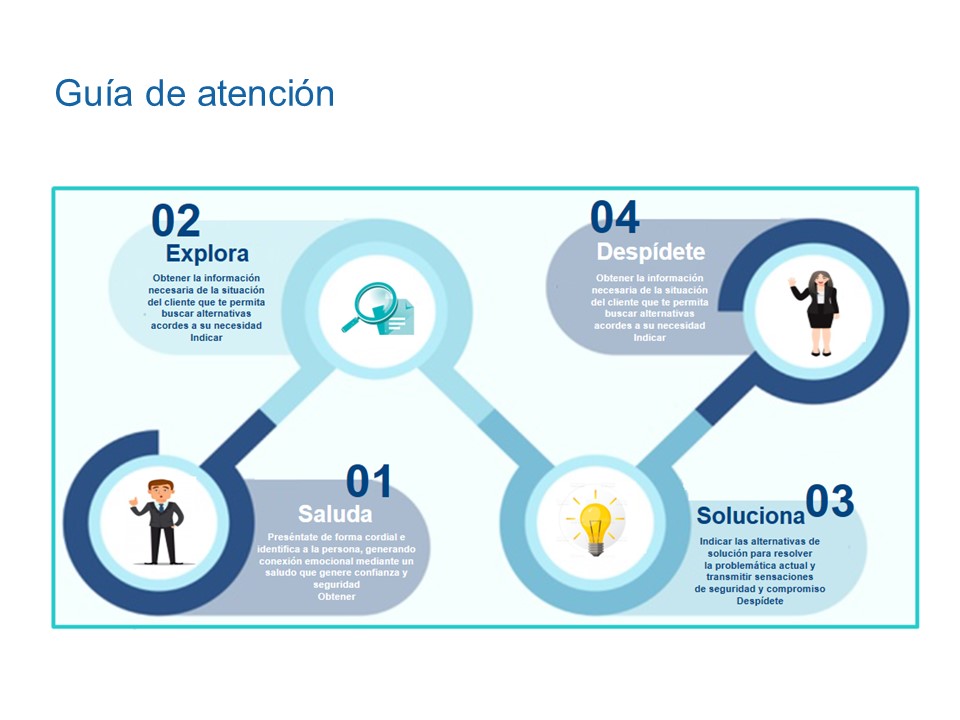 Guía de atención
02
Explora
Obtener la información
necesaria de la situación
del cliente que te permita
buscar alternativas
acordes a su necesidad
Indicar
04
Despídete
Obtener la información
necesaria de la situación
del cliente que te permita
buscar alternativas
acordes a su necesidad
Indicar
01
Saluda
Preséntate de forma cordial e
identifica a la persona, generando
conexión emocional mediante un
saludo que genere confianza y
seguridad
Obtener
03
Soluciona
Indicar las alternativas de
solución para resolver
la problemática actual y
transmitir sensaciones
de seguridad y compromiso
Despídete